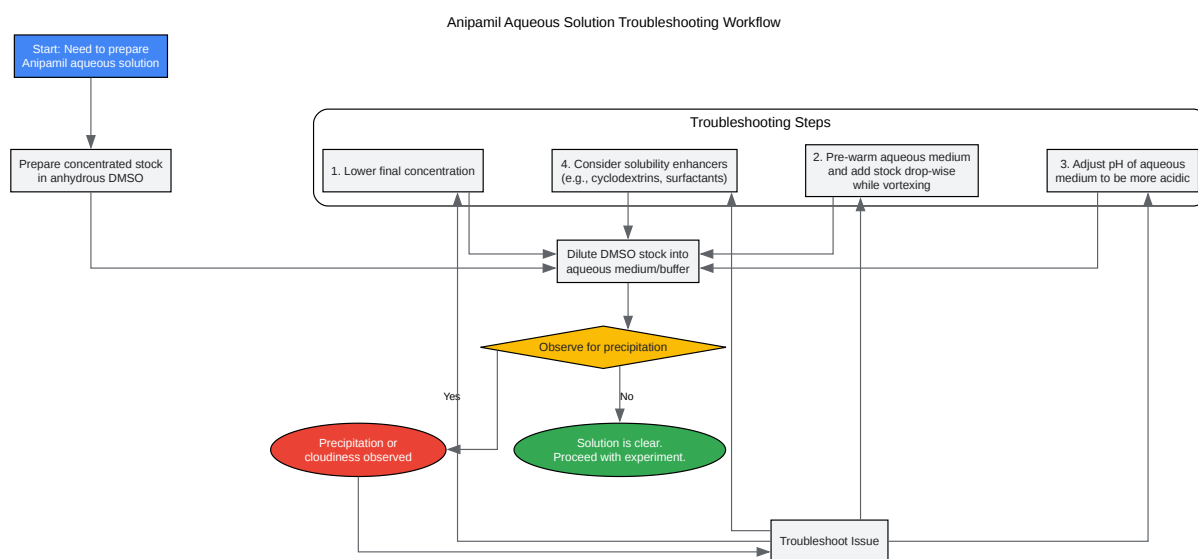 Anipamil Aqueous Solution Troubleshooting Workflow
Start: Need to prepare
Anipamil aqueous solution
Troubleshooting Steps
Prepare concentrated stock
in anhydrous DMSO
1. Lower final concentration
4. Consider solubility enhancers
(e.g., cyclodextrins, surfactants)
2. Pre-warm aqueous medium
and add stock drop-wise
while vortexing
3. Adjust pH of aqueous
medium to be more acidic
Dilute DMSO stock into
aqueous medium/buffer
Observe for precipitation
Yes
No
Precipitation or
cloudiness observed
Solution is clear.
Proceed with experiment.
Troubleshoot Issue